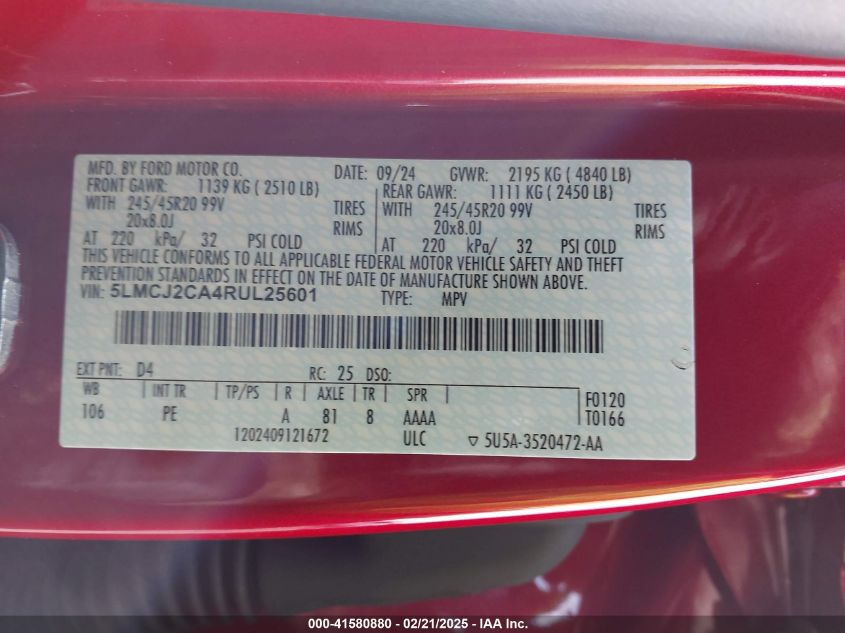 MFD. BY FORD MOTOR CO. DATE: 09/24 GVWR: 2195 KG ( 4840 LB)
FRONT GAWR: 1139 KG ( 2510 LB) REAR GAWR: 1111 KG ( 2450 LB)
WITH 245/45R20 99V TIRES WITH 245/45R20 99V TIRES
20x8.0J RIMS 20x8.0J RIMS
AT 220 kPa/ 32 PSI COLD AT 220 kPa/ 32 PSI COLD
THIS VEHICLE CONFORMS TO ALL APPLICABLE FEDERAL MOTOR VEHICLE SAFETY AND THEFT
PREVENTION STANDARDS IN EFFECT ON THE DATE OF MANUFACTURE SHOWN ABOVE.
VIN: 5LMCJ2CA4RUL25601 TYPE: MPV
EXT PNT: D4 RC: 25 DSO:
WB INT TR TP/PS R AXLE TR SPR F0120
106 PE A 81 8 AAAA T0166
1202409121672 ULC ▽ 5U5A-3520472-AA
000-41580880 - 02/21/2025 - IAA Inc.